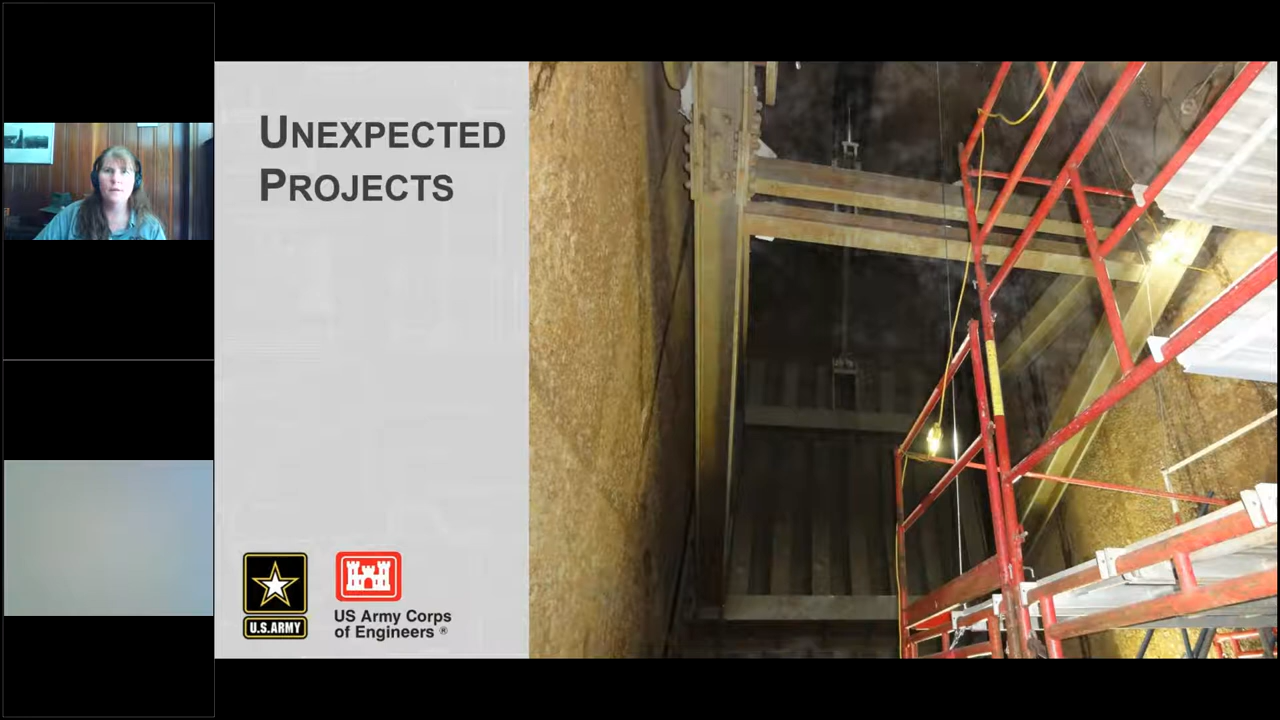 UNEXPECTED
PROJECTS
U.S.ARMY
US Army Corps
of Engineers ®